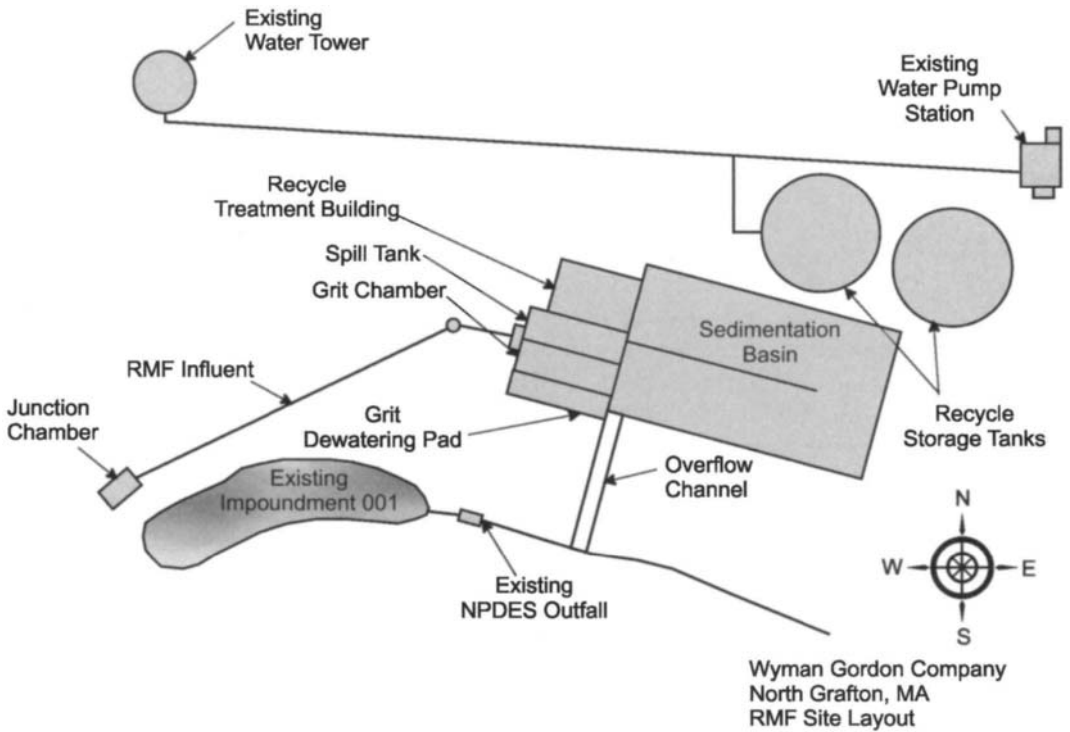 Existing
Water Tower
Existing
Water Pump
Station
Recycle
Treatment Building
Spill Tank
Grit Chamber
Sedimentation
Basin
RMF Influent
Junction
Chamber
Grit
Dewatering Pad
Recycle
Storage Tanks
Existing
Impoundment 001
Overflow
Channel
Existing
NPDES Outfall
N
W
E
S
Wyman Gordon Company
North Grafton, MA
RMF Site Layout